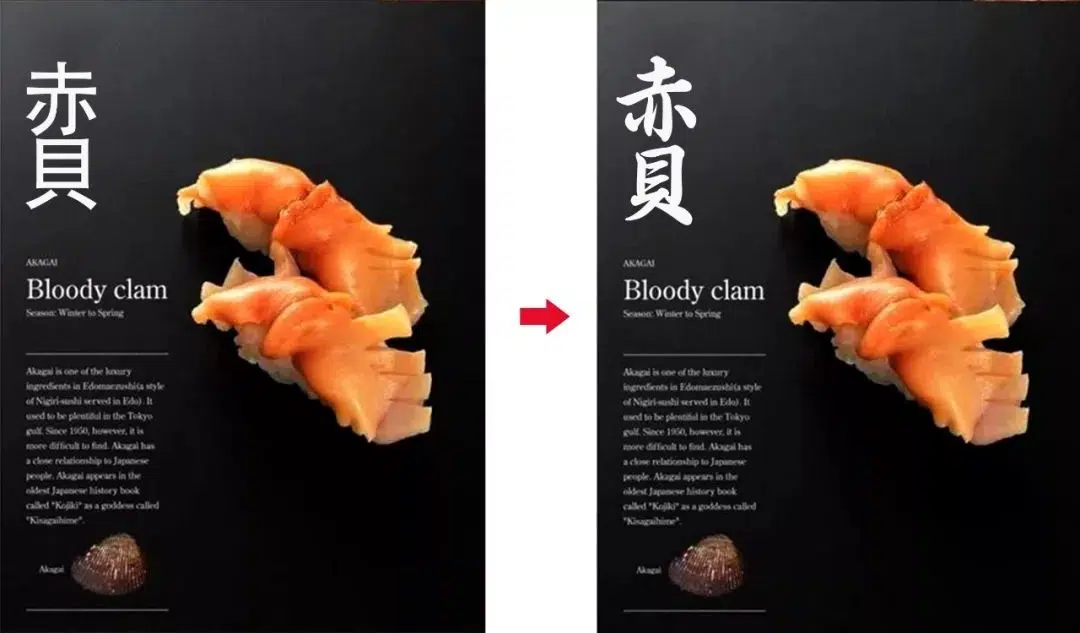 赤貝
AKAGAI
Bloody clam
Season: Winter to Spring
Akagai is one of the luxury
ingredients in Edomaezushi(a style
of Nigiri-sushi served in Edo). It
used to be plentiful in the Tokyo
gulf. Since 1950, however, it is
more difficult to find. Akagai has
a close relationship to Japanese
people. Akagai appears in the
oldest Japanese history book
called "Kojiki" as a goddess called
"Kisagaihime".
Akagai
赤貝
AKAGAI
Bloody clam
Season: Winter to Spring
Akagai is one of the luxury
ingredients in Edomaezushi(a style
of Nigiri-sushi served in Edo). It
used to be plentiful in the Tokyo
gulf. Since 1950, however, it is
more difficult to find. Akagai has
a close relationship to Japanese
people. Akagai appears in the
oldest Japanese history book
called "Kojiki" as a goddess called
"Kisagaihime".
Akagai